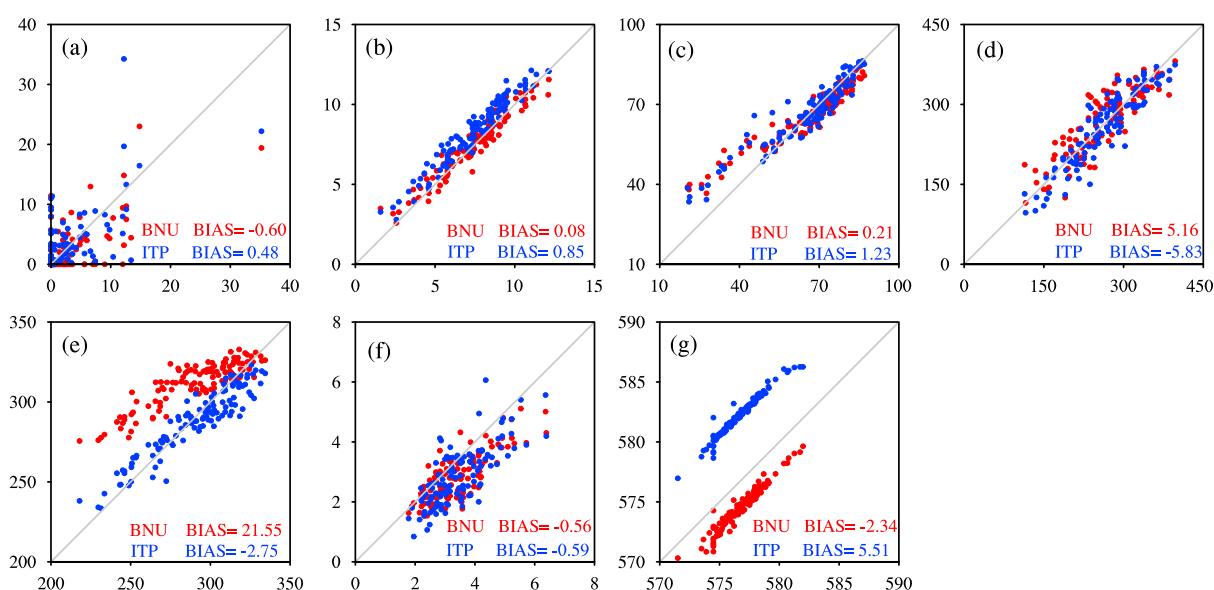 (a)
40
30
20
10
0
BNU BIAS= -0.60
ITP BIAS= 0.48
0 10 20 30 40
(b)
15
10
5
0
BNU BIAS= 0.08
ITP BIAS= 0.85
0 5 10 15
(c)
100
70
40
10
BNU BIAS= 0.21
ITP BIAS= 1.23
10 40 70 100
(d)
450
300
150
0
BNU BIAS= 5.16
ITP BIAS= -5.83
0 150 300 450
(e)
350
300
250
200
BNU BIAS= 21.55
ITP BIAS= -2.75
200 250 300 350
(f)
8
6
4
2
0
BNU BIAS= -0.56
ITP BIAS= -0.59
0 2 4 6 8
(g)
590
585
580
575
570
BNU BIAS= -2.34
ITP BIAS= 5.51
570 575 580 585 590